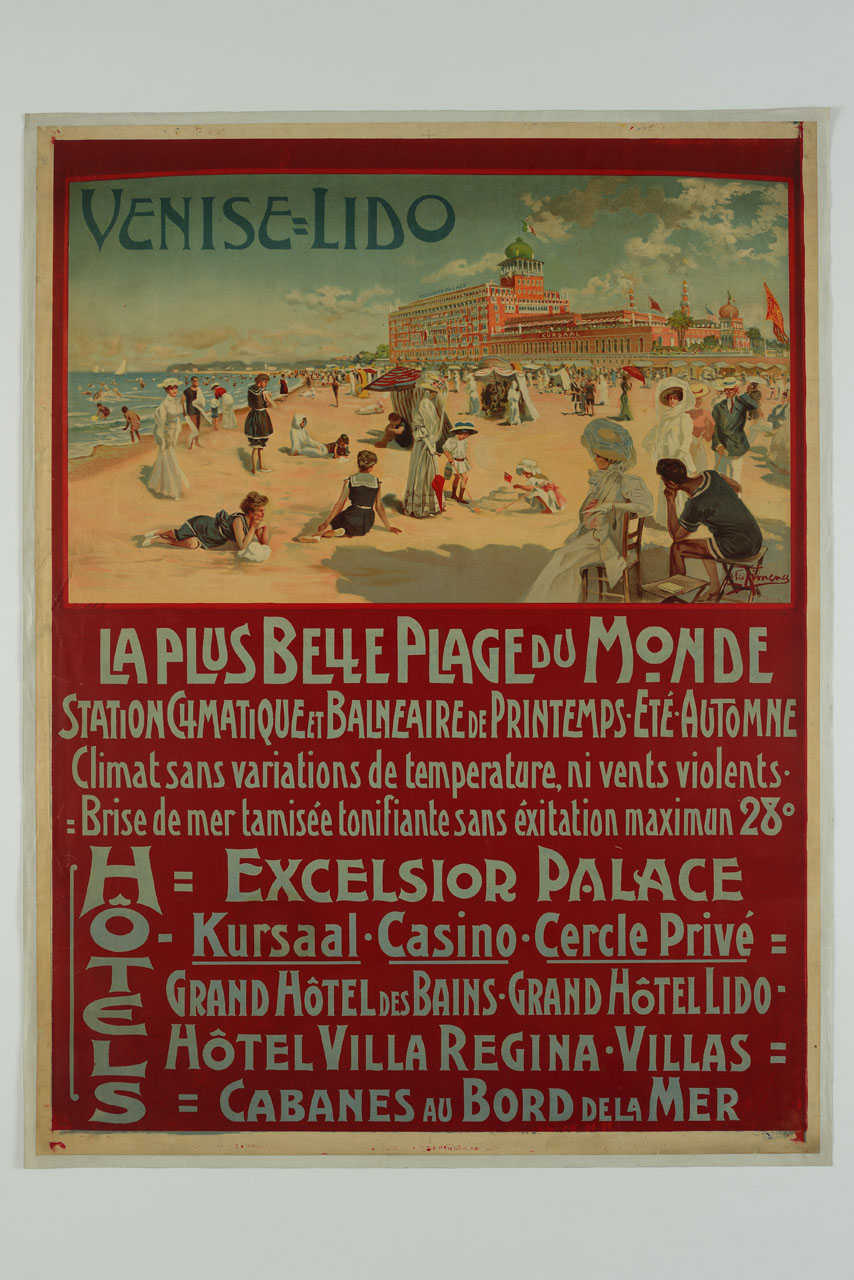 VENISE=LIDO
EXCELSIOR PALACE
KURSAAL
LA PLUS BELLE PLAGE DU MONDE
STATION CLIMATIQUE ET BALNEAIRE DE PRINTEMPS·ETÉ·AUTOMNE
Climat sans variations de temperature, ni vents violents.
=Brise de mer tamisée tonifiante sans éxitation maximun 28°
HÔTELS
= EXCELSIOR PALACE
- Kursaal · Casino · Cercle Privé =
GRAND HÔTEL DES BAINS · GRAND HÔTEL LIDO -
HÔTEL VILLA REGINA · VILLAS =
= CABANES AU BORD DE LA MER